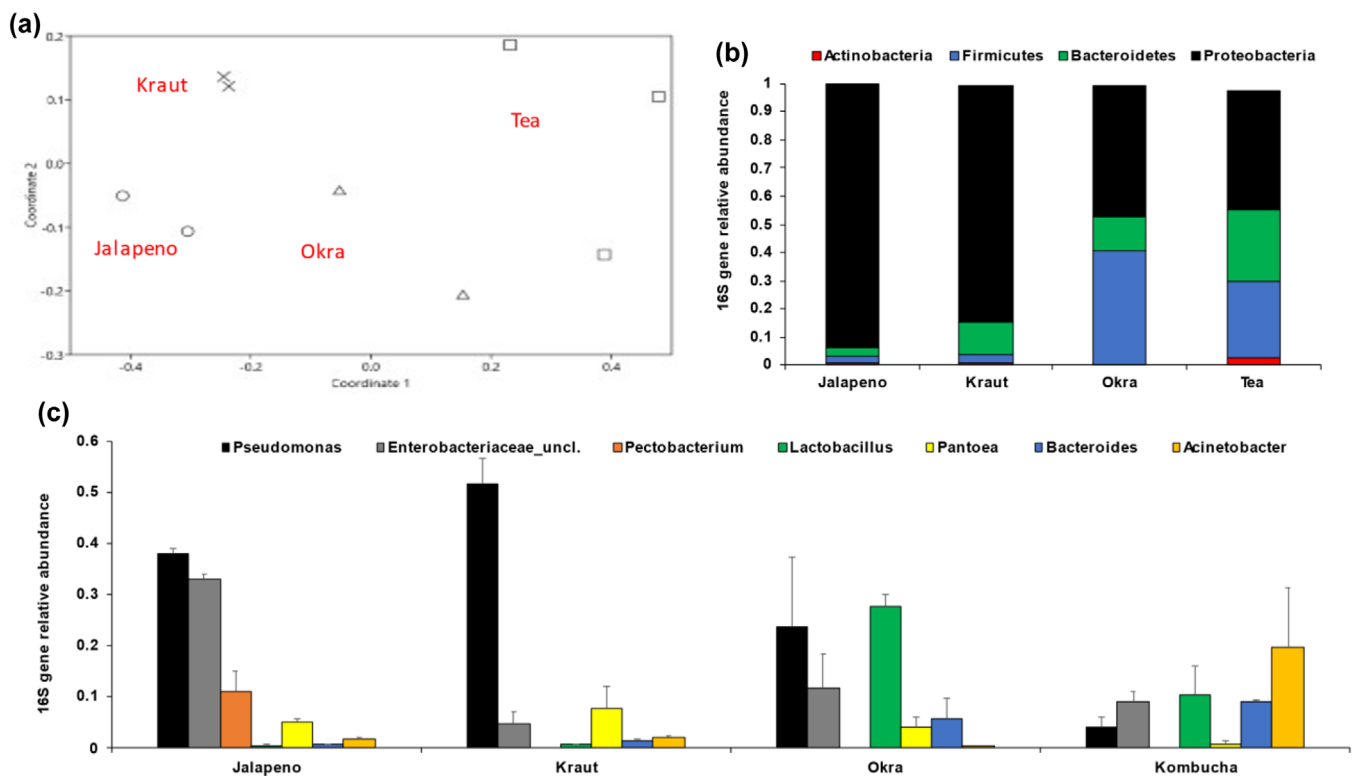 (a)
0.2
0.1
0.0
-0.1
-0.2
-0.3
Coordinate 2
Kraut
Tea
Jalapeno
Okra
-0.4
-0.2
0.0
0.2
0.4
Coordinate 1
(b)
Actinobacteria Firmicutes Bacteroidetes Proteobacteria
16S gene relative abundance
1
0.9
0.8
0.7
0.6
0.5
0.4
0.3
0.2
0.1
0
Jalapeno Kraut Okra Tea
(c)
Pseudomonas Enterobacteriaceae_uncl. Pectobacterium Lactobacillus Pantoea Bacteroides Acinetobacter
16S gene relative abundance
0.6
0.5
0.4
0.3
0.2
0.1
0
Jalapeno Kraut Okra Kombucha